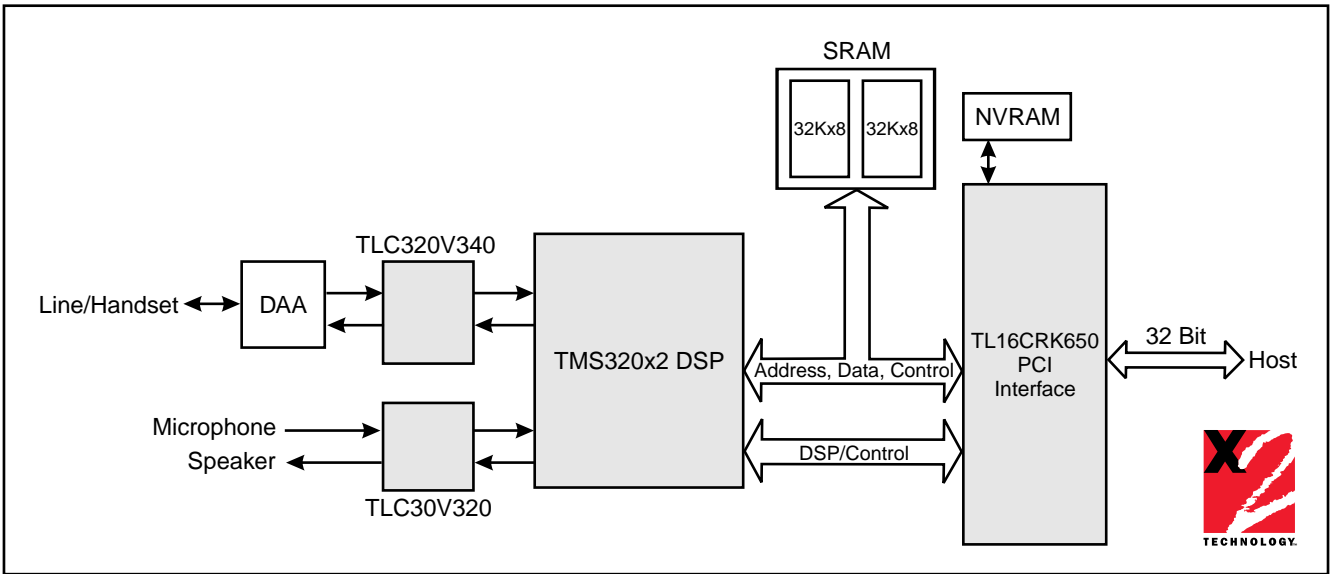 SRAM
32Kx8 32Kx8
NVRAM
TLC320V340
Line/Handset
DAA
TMS320x2 DSP
Address, Data, Control
TL16CRK650
PCI
Interface
32 Bit
Host
Microphone
Speaker
TLC30V320
DSP/Control
X
TECHNOLOGY.